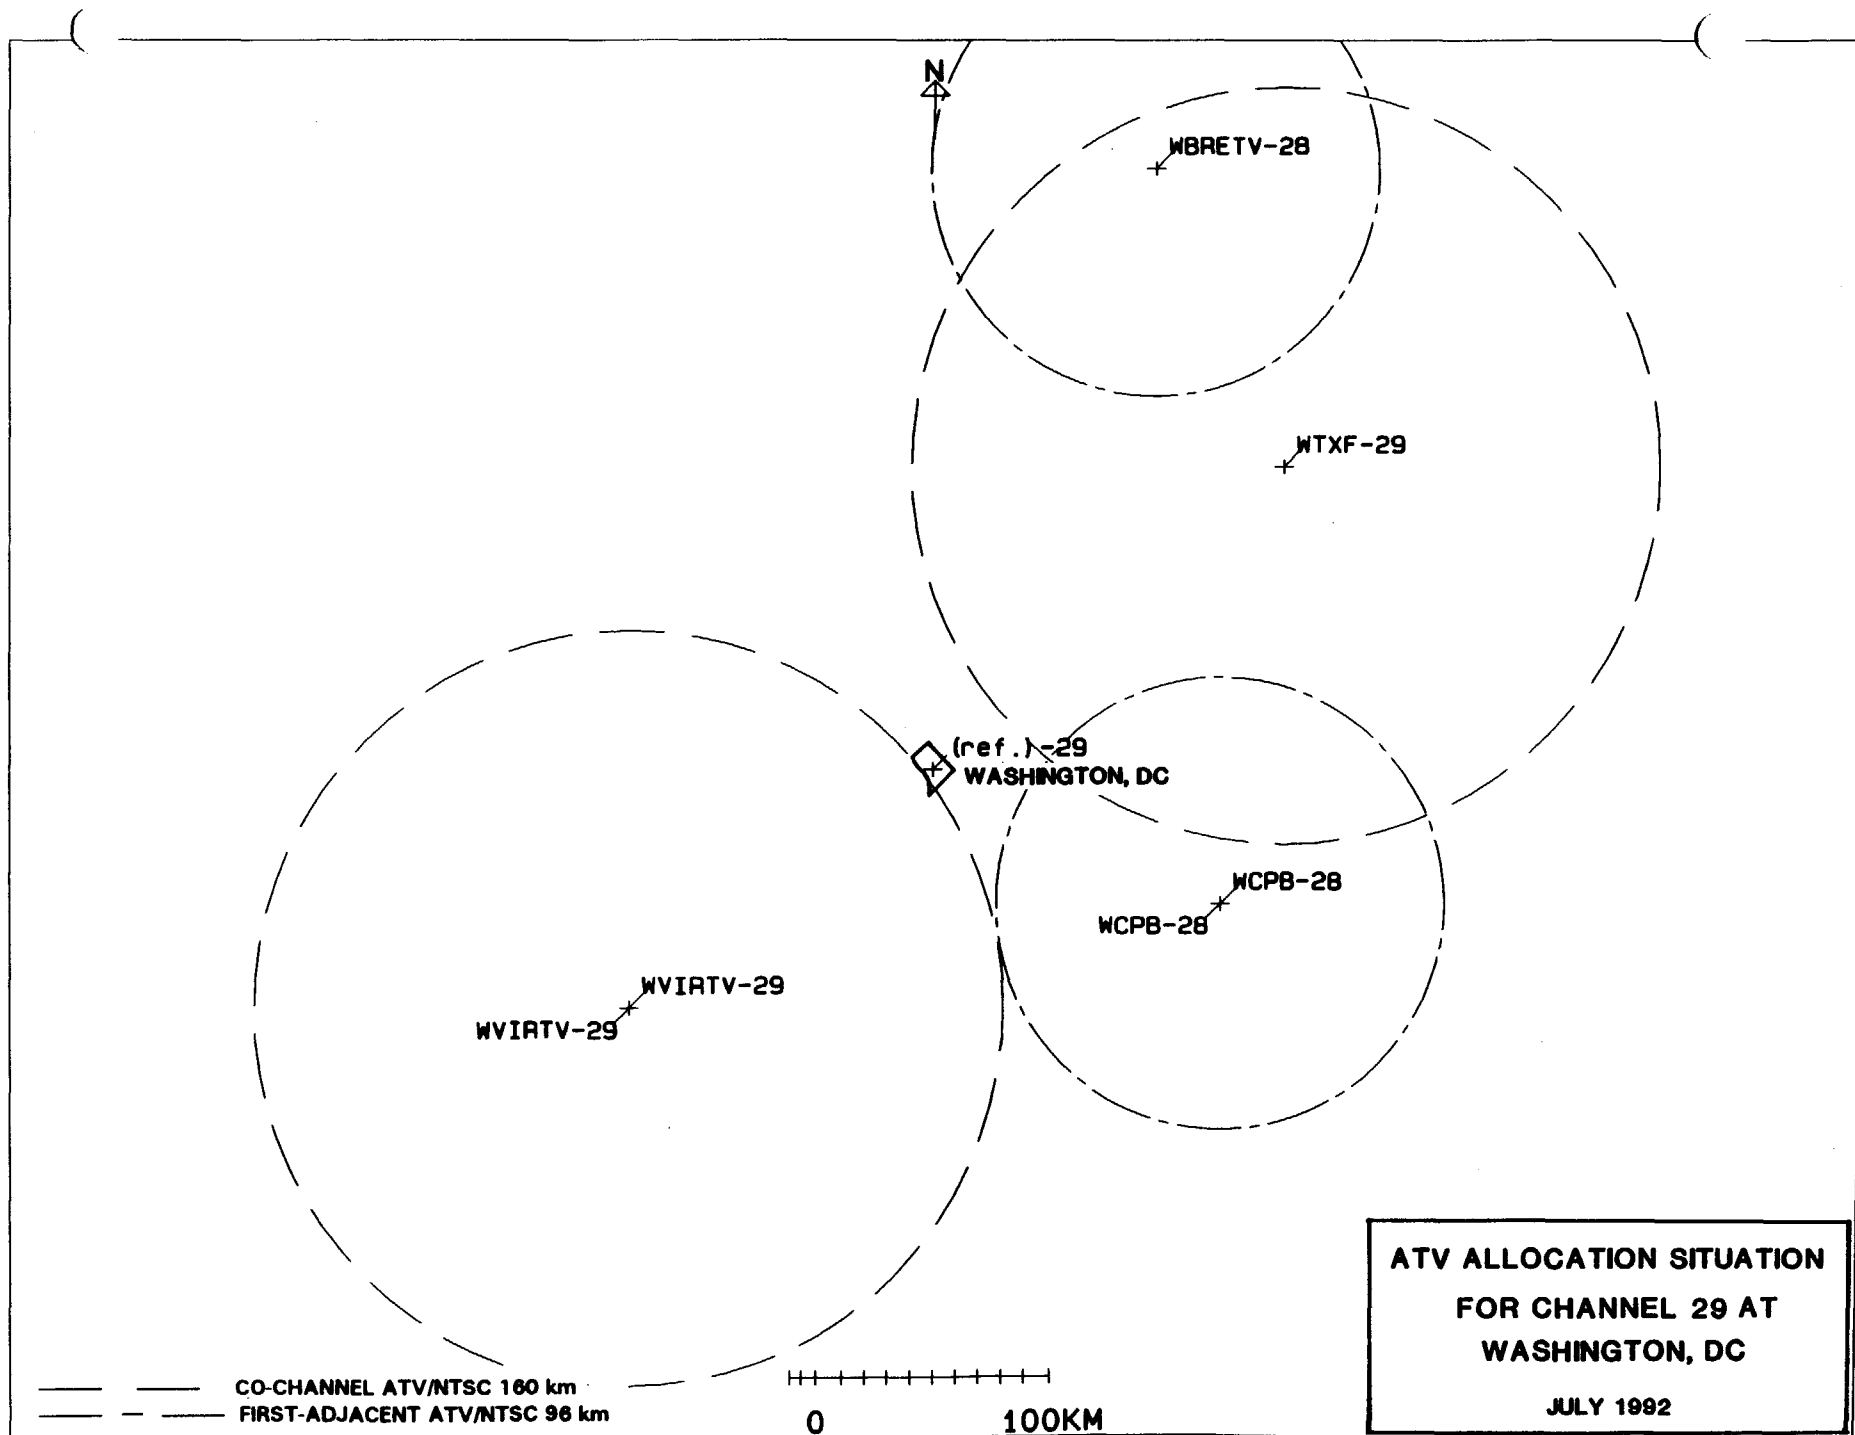 N
WBRETV-28
WTXF-29
(ref.)-29
WASHINGTON, DC
WCPB-28
WCPB-28
WVIRTV-29
WVIRTV-29
CO-CHANNEL ATV/NTSC 160 km
FIRST-ADJACENT ATV/NTSC 96 km
0 100KM
ATV ALLOCATION SITUATION
FOR CHANNEL 29 AT
WASHINGTON, DC
JULY 1992